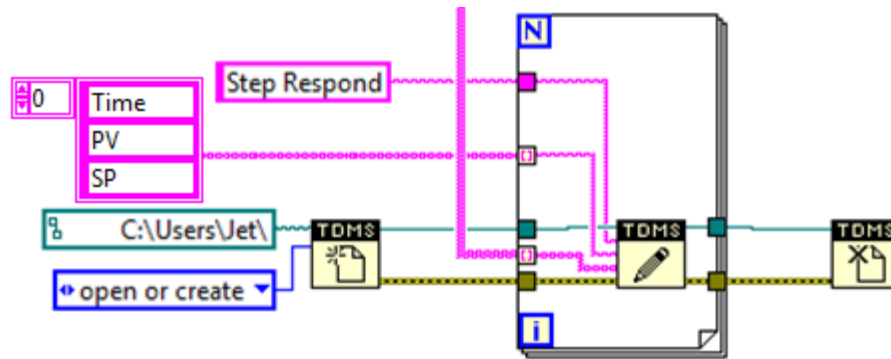 N
Step Respond
0
Time
PV
SP
C:\Users\Jet\
TDMS
TDMS
TDMS
open or create
i